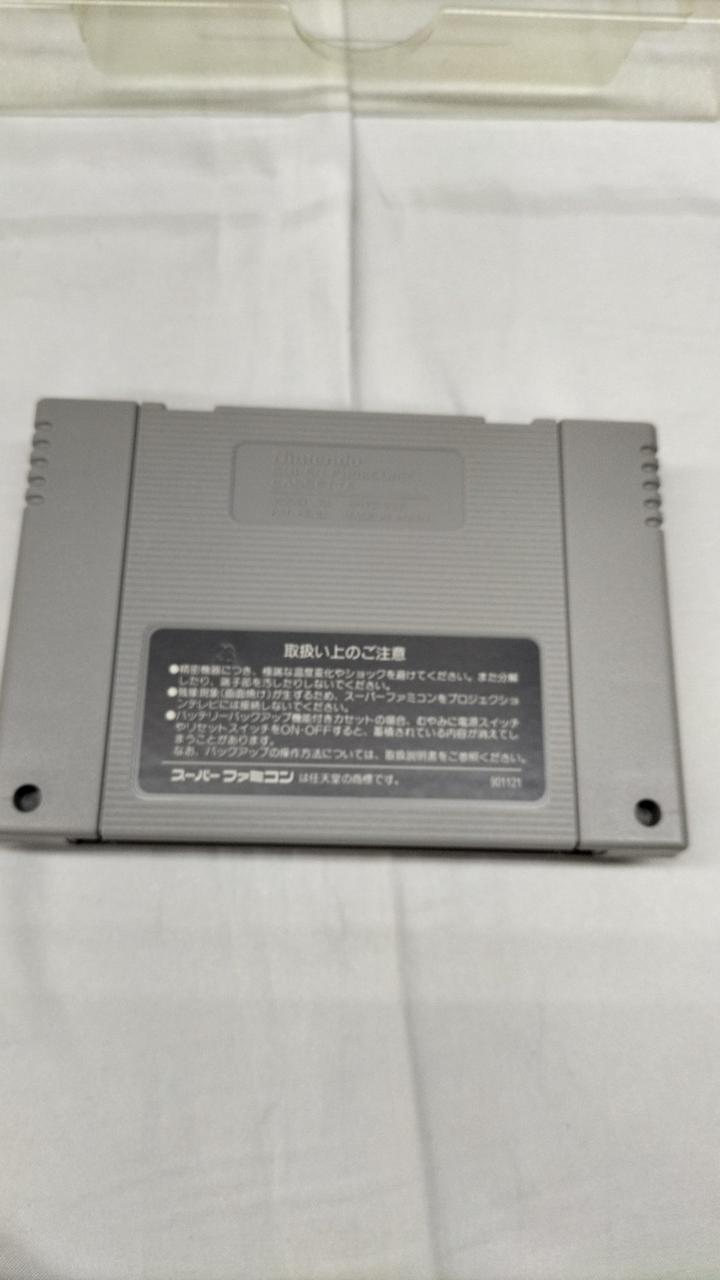 Nintendo
取扱い上のご注意
●精密機器につき、極端な温度変化やショックを避けてください。また分解
したり、端子部を汚したりしないでください。
●残像現象(画面焼け)が生ずるため、スーパーファミコンをプロジェクショ
ンテレビには接続しないでください。
●バッテリーバックアップ機能付きカセットの場合、むやみに電源スイッチ
やリセットスイッチをON・OFFすると、蓄積されている内容が消えてし
まうことがあります。
なお、バックアップの操作方法については、取扱説明書をご参照ください。
スーパーファミコン は任天堂の商標です。 901121